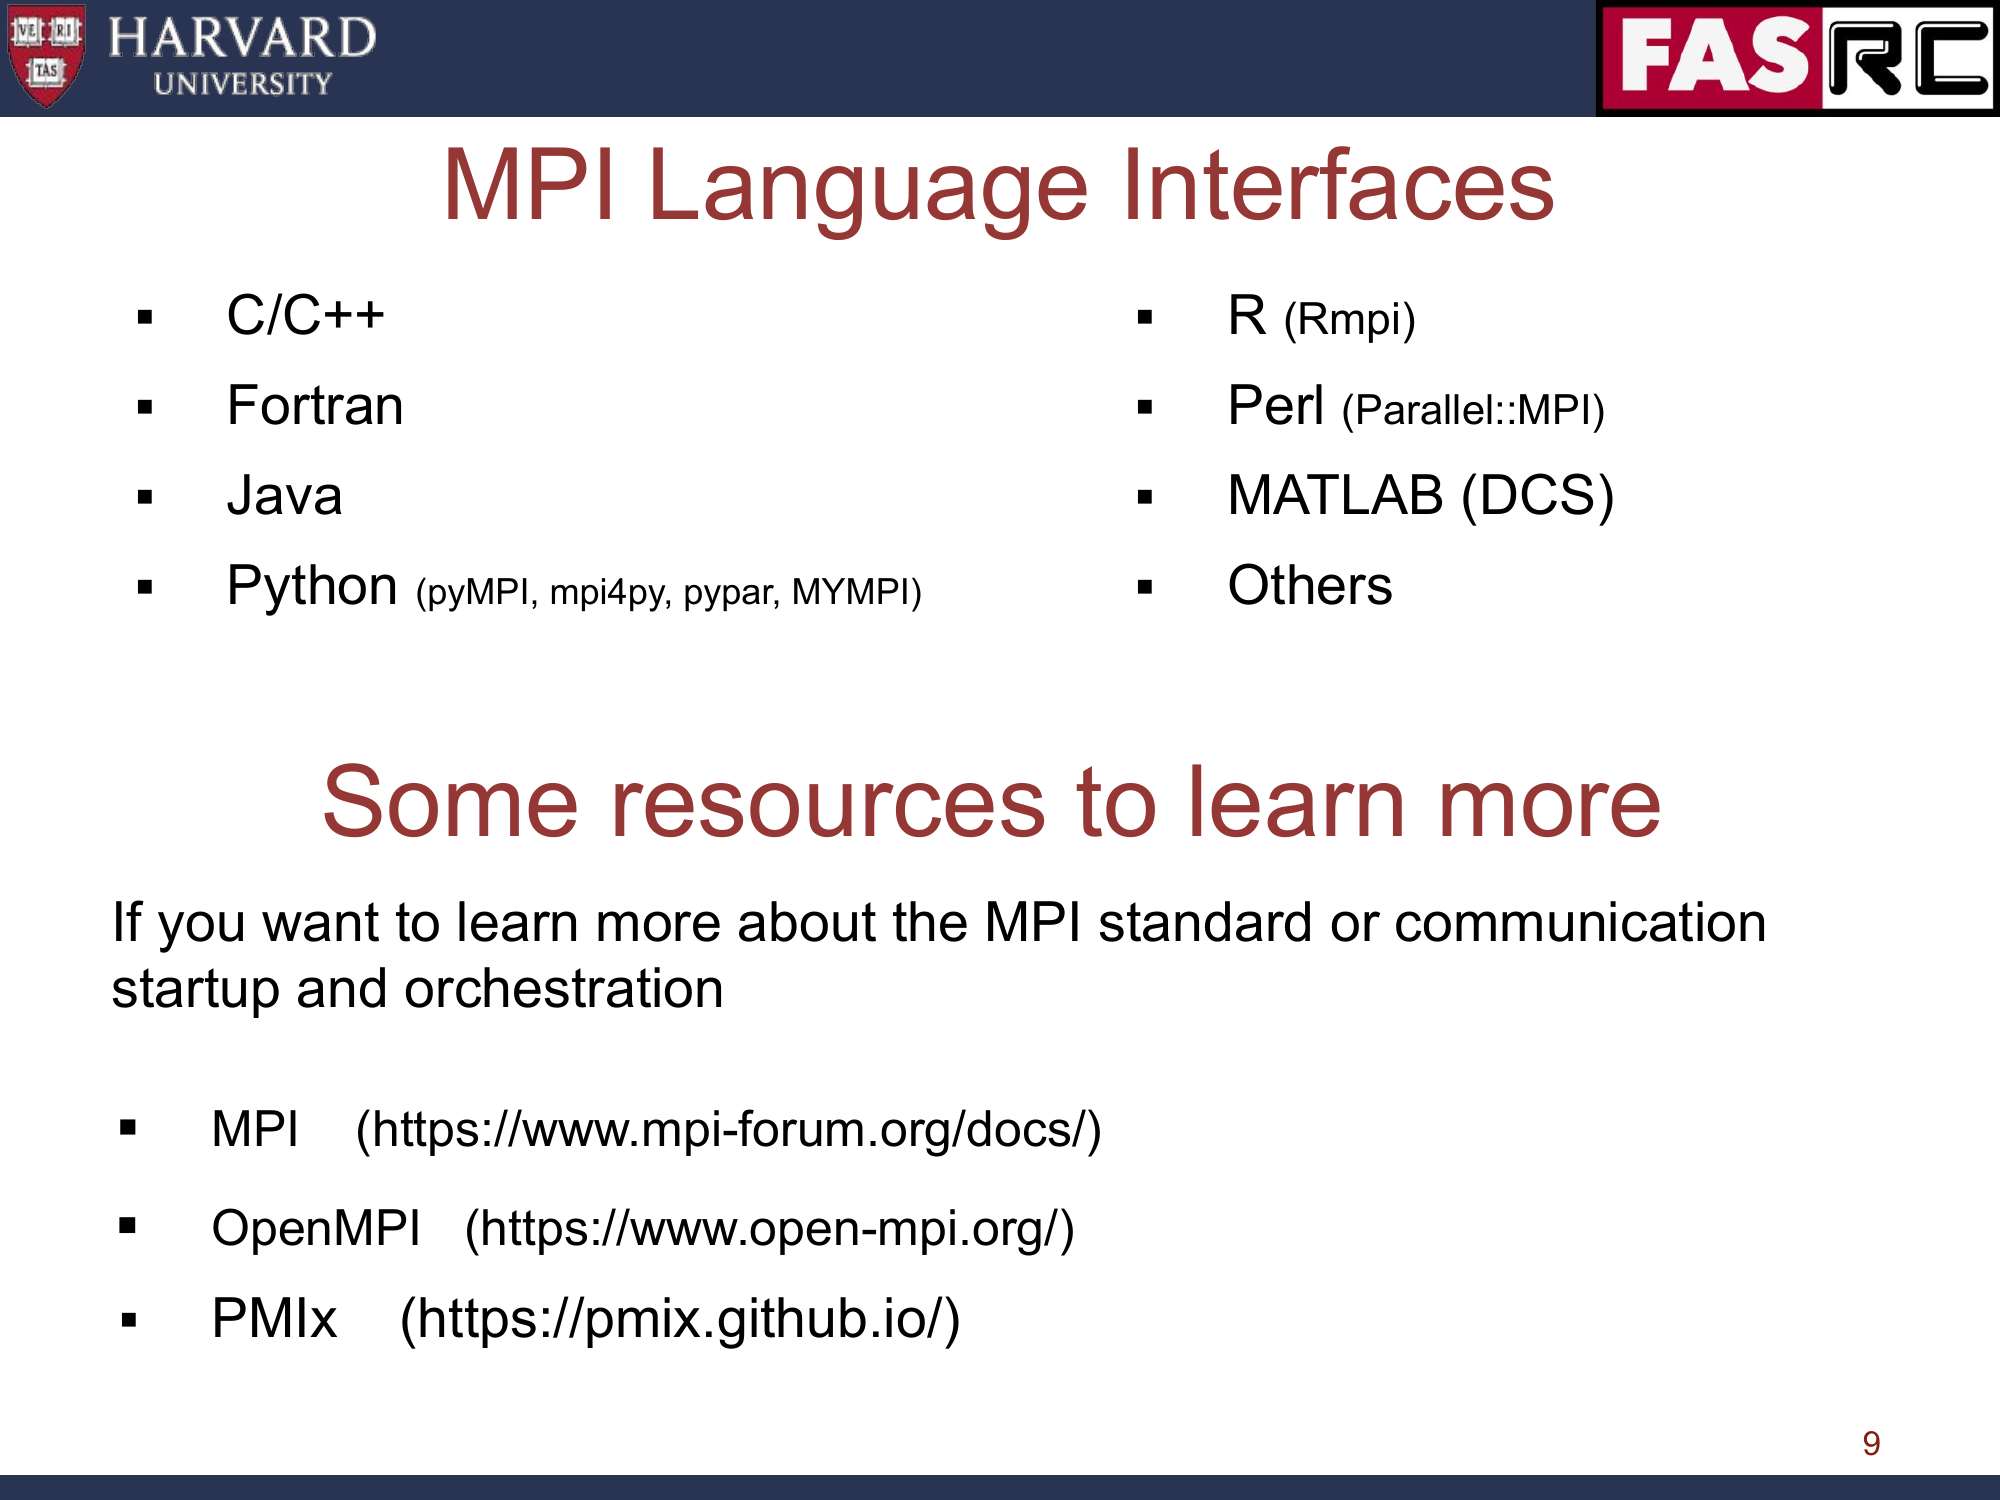 VE RI
TAS
HARVARD
UNIVERSITY
FASRC
MPI Language Interfaces
▪ C/C++
▪ Fortran
▪ Java
▪ Python (pyMPI, mpi4py, pypar, MYMPI)
▪ R (Rmpi)
▪ Perl (Parallel::MPI)
▪ MATLAB (DCS)
▪ Others
Some resources to learn more
If you want to learn more about the MPI standard or communication
startup and orchestration
▪ MPI (https://www.mpi-forum.org/docs/)
▪ OpenMPI (https://www.open-mpi.org/)
▪ PMIx (https://pmix.github.io/)
9